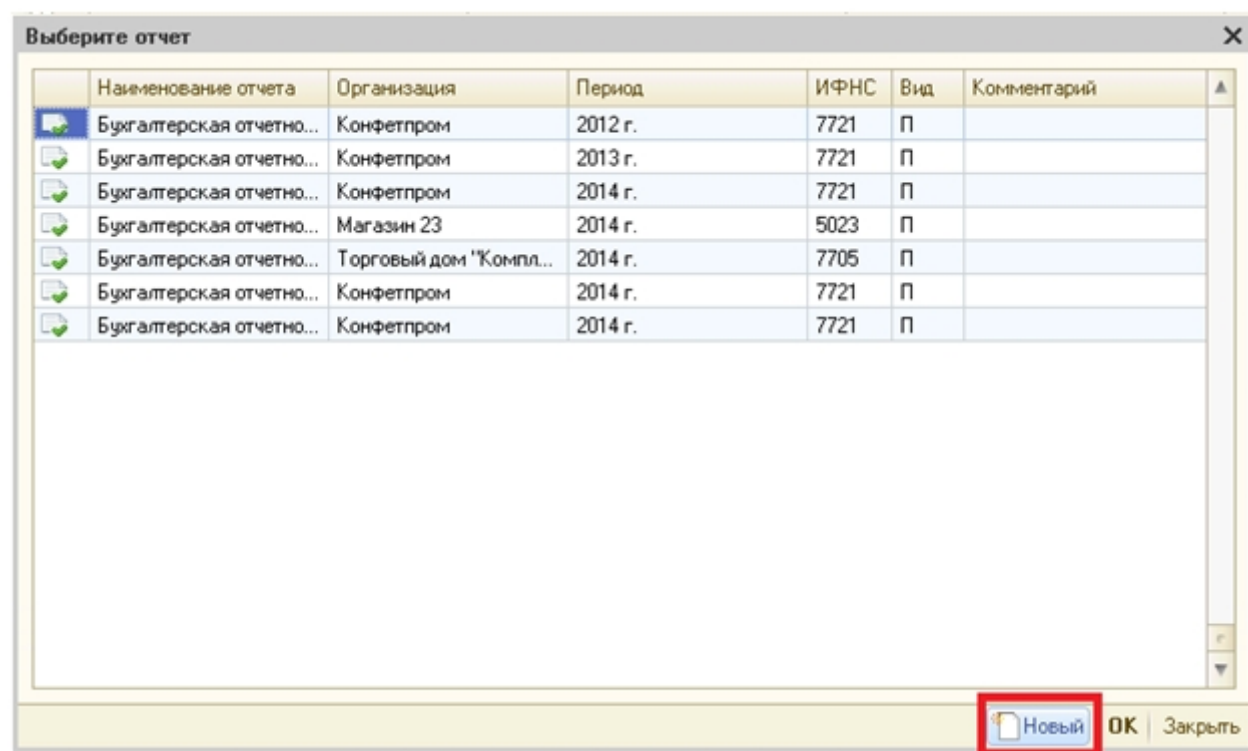 Выберите отчет
Наименование отчета Организация Период ИФНС Вид Комментарий
Бухгалтерская отчетно... Конфетпром 2012 г. 7721 П
Бухгалтерская отчетно... Конфетпром 2013 г. 7721 П
Бухгалтерская отчетно... Конфетпром 2014 г. 7721 П
Бухгалтерская отчетно... Магазин 23 2014 г. 5023 П
Бухгалтерская отчетно... Торговый дом "Компл... 2014 г. 7705 П
Бухгалтерская отчетно... Конфетпром 2014 г. 7721 П
Бухгалтерская отчетно... Конфетпром 2014 г. 7721 П
Новый OK Закрыть